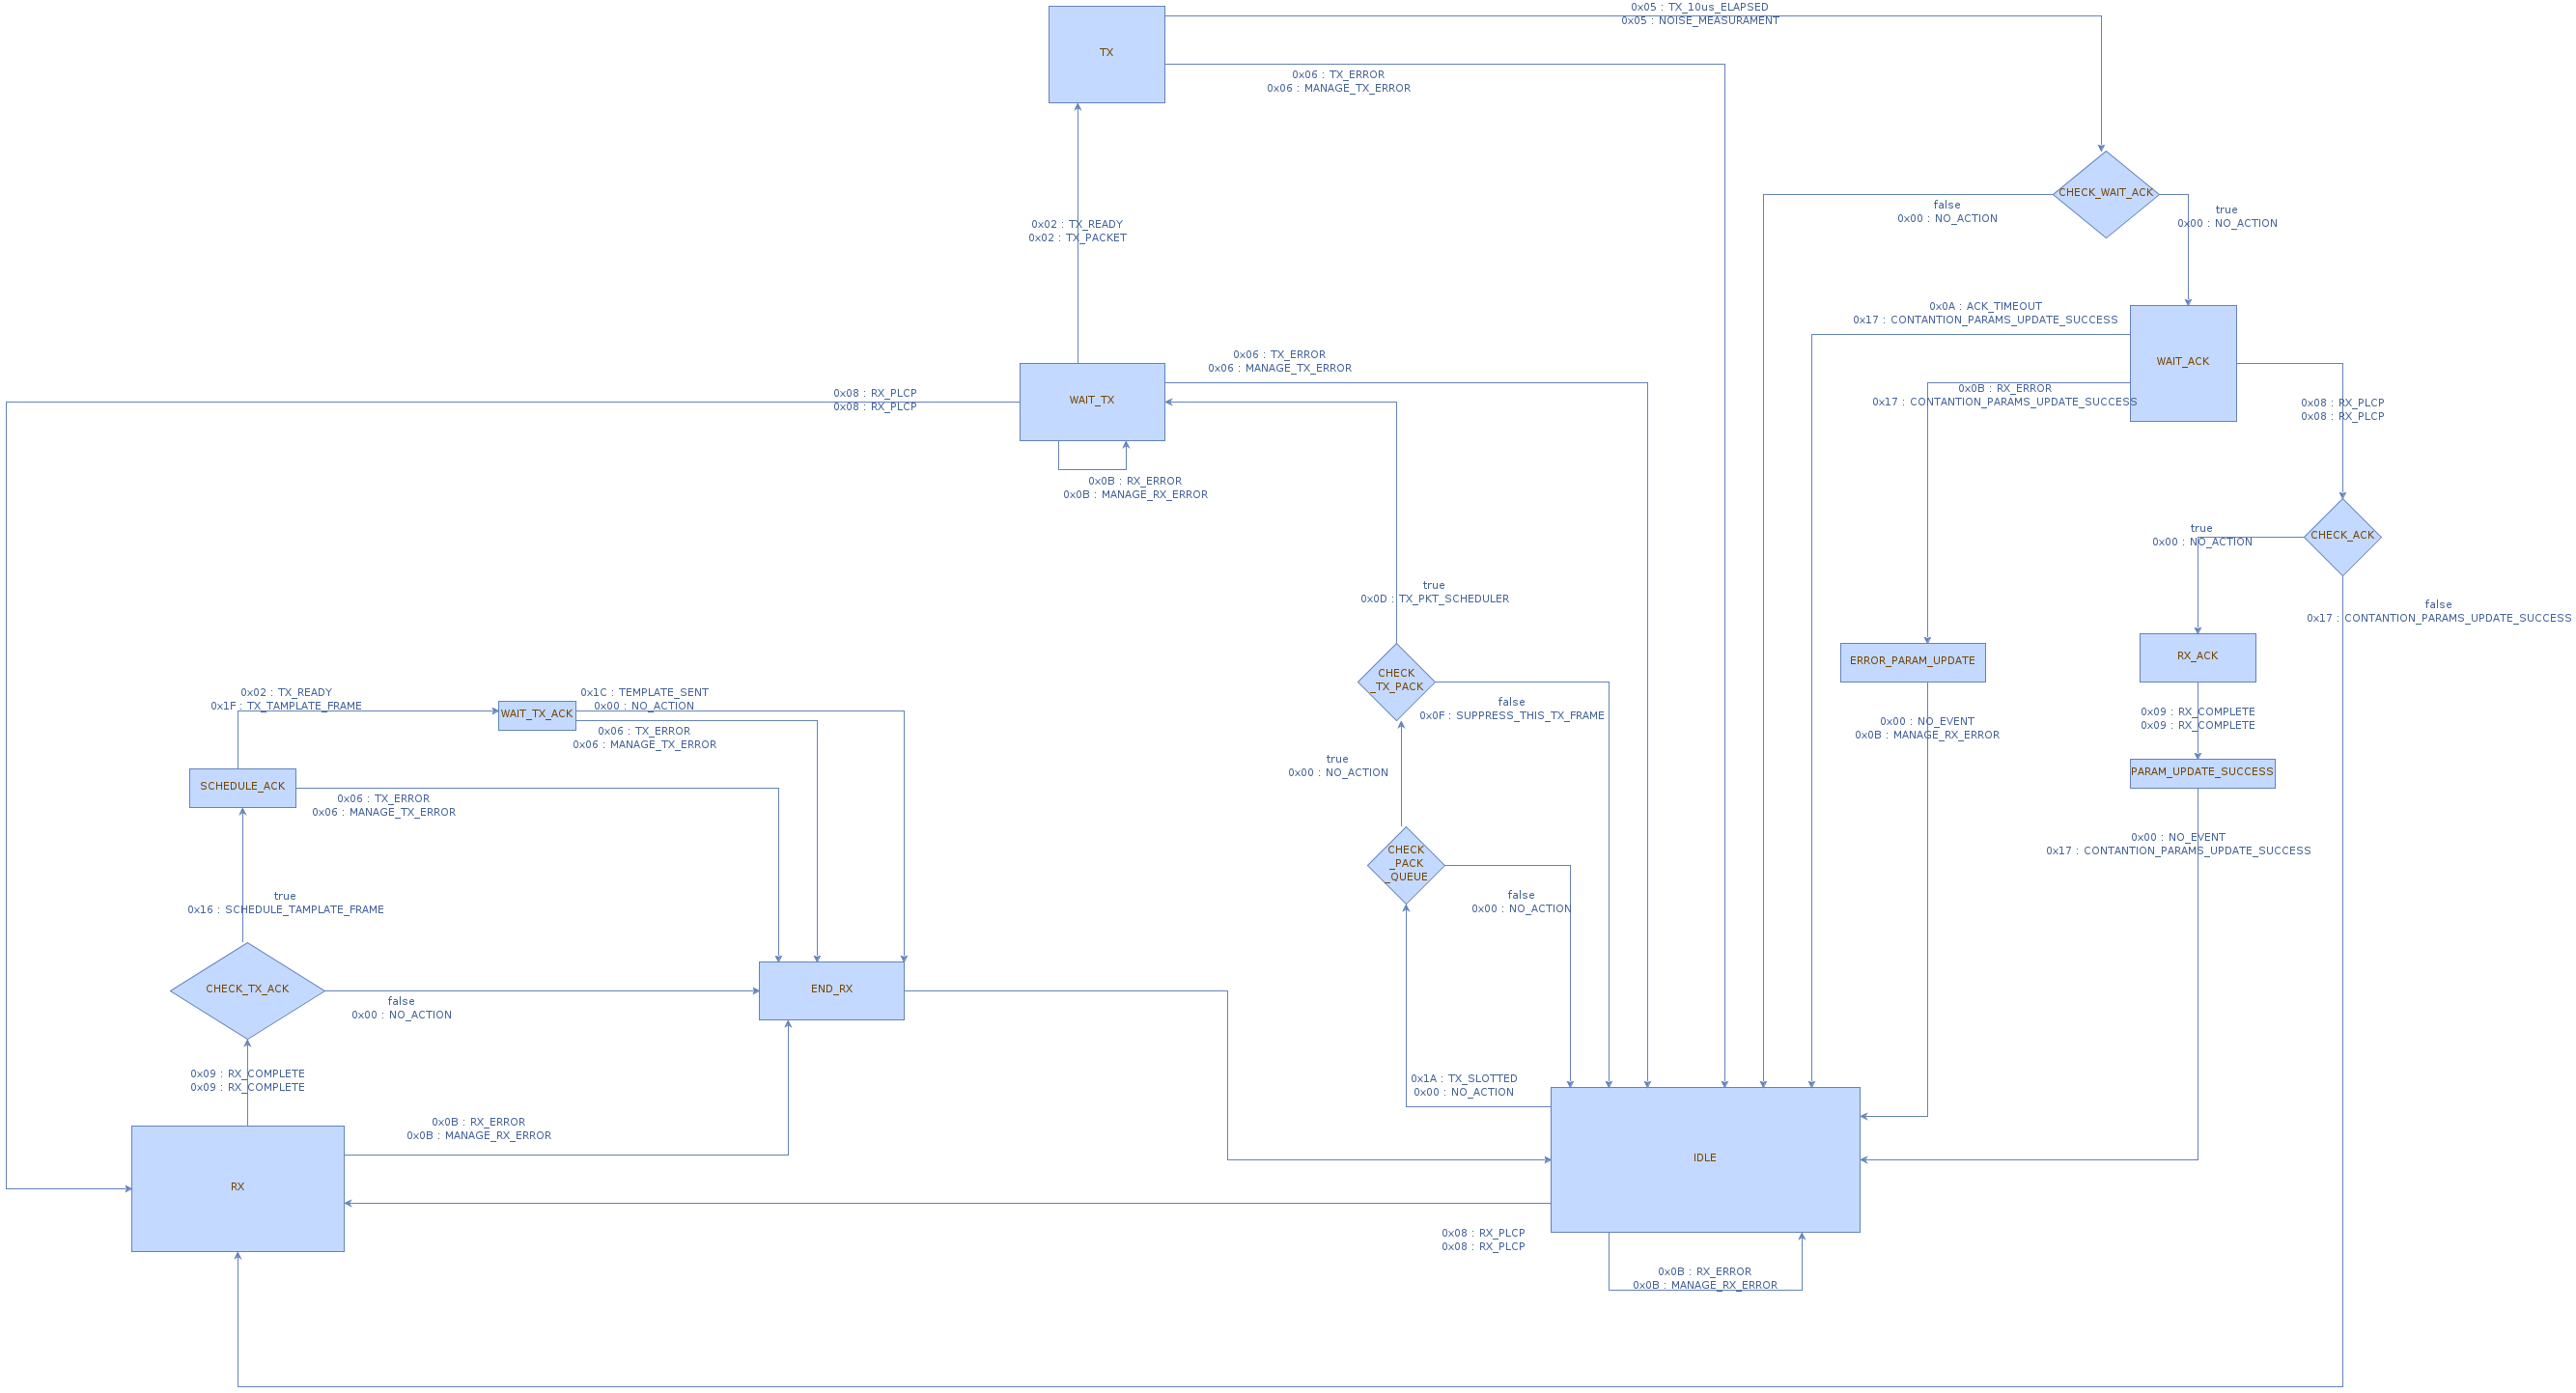 0x05 : TX_10us_ELAPSED
0x05 : NOISE_MEASURAMENT
TX
0x06 : TX_ERROR
0x06 : MANAGE_TX_ERROR
CHECK_WAIT_ACK
false
0x00 : NO_ACTION
true
0x00 : NO_ACTION
0x02 : TX_READY
0x02 : TX_PACKET
0x0A : ACK_TIMEOUT
0x17 : CONTANTION_PARAMS_UPDATE_SUCCESS
WAIT_ACK
0x06 : TX_ERROR
0x06 : MANAGE_TX_ERROR
0x08 : RX_PLCP
0x08 : RX_PLCP
WAIT_TX
0x0B : RX_ERROR
0x17 : CONTANTION_PARAMS_UPDATE_SUCCESS
0x08 : RX_PLCP
0x08 : RX_PLCP
0x0B : RX_ERROR
0x0B : MANAGE_RX_ERROR
true
0x00 : NO_ACTION
CHECK_ACK
true
0x0D : TX_PKT_SCHEDULER
false
0x17 : CONTANTION_PARAMS_UPDATE_SUCCESS
ERROR_PARAM_UPDATE
RX_ACK
CHECK
_TX_PACK
0x02 : TX_READY
0x1F : TX_TAMPLATE_FRAME
WAIT_TX_ACK
0x1C : TEMPLATE_SENT
0x00 : NO_ACTION
0x06 : TX_ERROR
0x06 : MANAGE_TX_ERROR
false
0x0F : SUPPRESS_THIS_TX_FRAME
0x00 : NO_EVENT
0x0B : MANAGE_RX_ERROR
0x09 : RX_COMPLETE
0x09 : RX_COMPLETE
true
0x00 : NO_ACTION
PARAM_UPDATE_SUCCESS
SCHEDULE_ACK
0x06 : TX_ERROR
0x06 : MANAGE_TX_ERROR
CHECK
_PACK
_QUEUE
0x00 : NO_EVENT
0x17 : CONTANTION_PARAMS_UPDATE_SUCCESS
true
0x16 : SCHEDULE_TAMPLATE_FRAME
false
0x00 : NO_ACTION
CHECK_TX_ACK
false
0x00 : NO_ACTION
END_RX
0x09 : RX_COMPLETE
0x09 : RX_COMPLETE
0x1A : TX_SLOTTED
0x00 : NO_ACTION
0x0B : RX_ERROR
0x0B : MANAGE_RX_ERROR
IDLE
RX
0x08 : RX_PLCP
0x08 : RX_PLCP
0x0B : RX_ERROR
0x0B : MANAGE_RX_ERROR